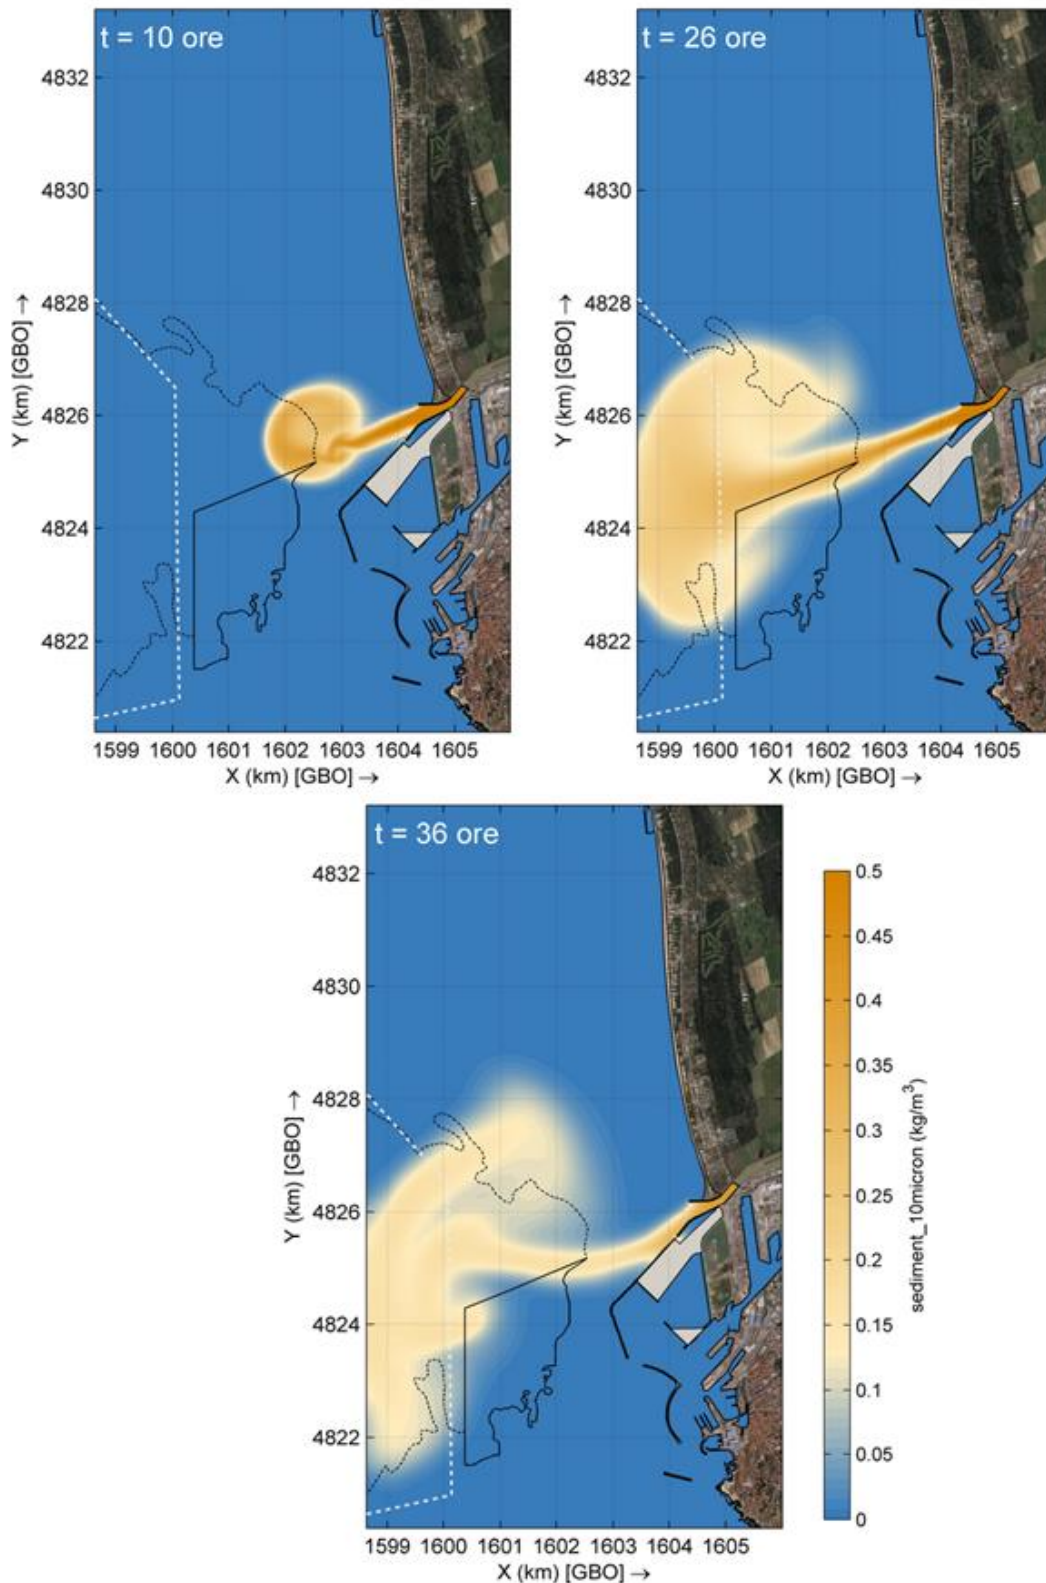 t = 10 ore
4832
4830
4828
4826
4824
4822
Y (km) [GBO] →
1599 1600 1601 1602 1603 1604 1605
X (km) [GBO] →
t = 26 ore
4832
4830
4828
4826
4824
4822
Y (km) [GBO] →
1599 1600 1601 1602 1603 1604 1605
X (km) [GBO] →
t = 36 ore
4832
4830
4828
4826
4824
4822
Y (km) [GBO] →
1599 1600 1601 1602 1603 1604 1605
X (km) [GBO] →
0.5
0.45
0.4
0.35
0.3
0.25
0.2
0.15
0.1
0.05
0
sediment_10micron (kg/m³)